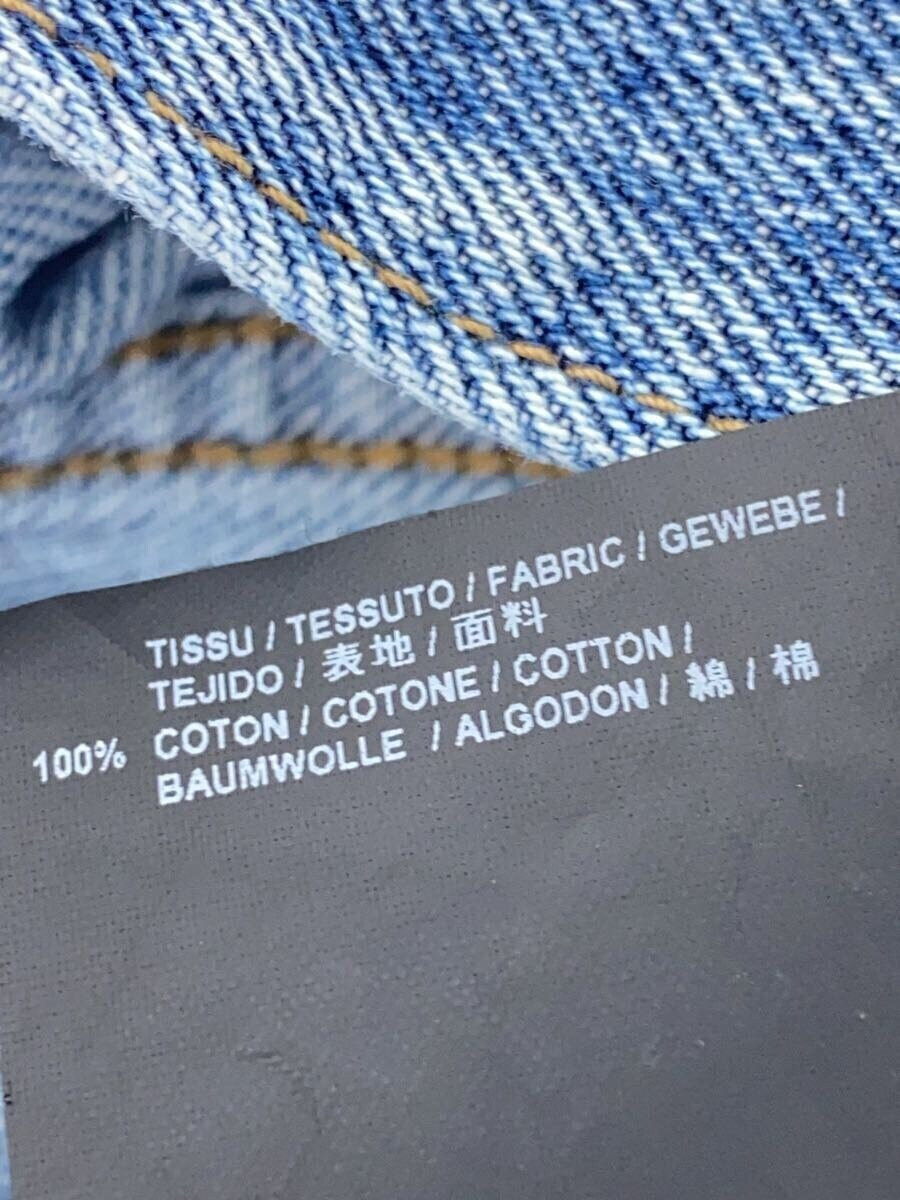 TISSU / TESSUTO / FABRIC / GEWEBE /
TEJIDO / 表地 / 面料
100% COTON / COTONE / COTTON /
BAUMWOLLE / ALGODON / 綿 / 棉